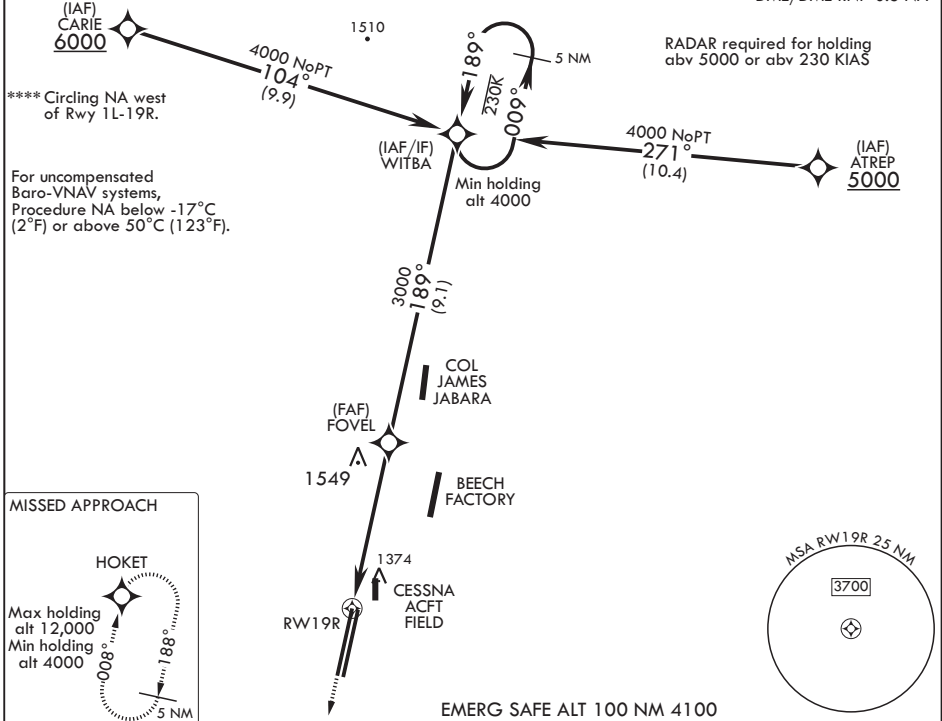 (IAF)
CARIE
6000
1510
4000 NoPT
104°
(9.9)
189°
230K
009°
5 NM
RADAR required for holding
abv 5000 or abv 230 KIAS
**** Circling NA west
of Rwy 1L-19R.
(IAF/IF)
WITBA
Min holding
alt 4000
4000 NoPT
271°
(10.4)
(IAF)
ATREP
5000
For uncompensated
Baro-VNAV systems,
Procedure NA below -17°C
(2°F) or above 50°C (123°F).
3000
189°
(9.1)
COL
JAMES
JABARA
(FAF)
FOVEL
1549
BEECH
FACTORY
MISSED APPROACH
HOKET
Max holding
alt 12,000
Min holding
alt 4000
008°
188°
5 NM
1374
CESSNA
ACFT
FIELD
RW19R
MSA RW19R 25 NM
3700
EMERG SAFE ALT 100 NM 4100